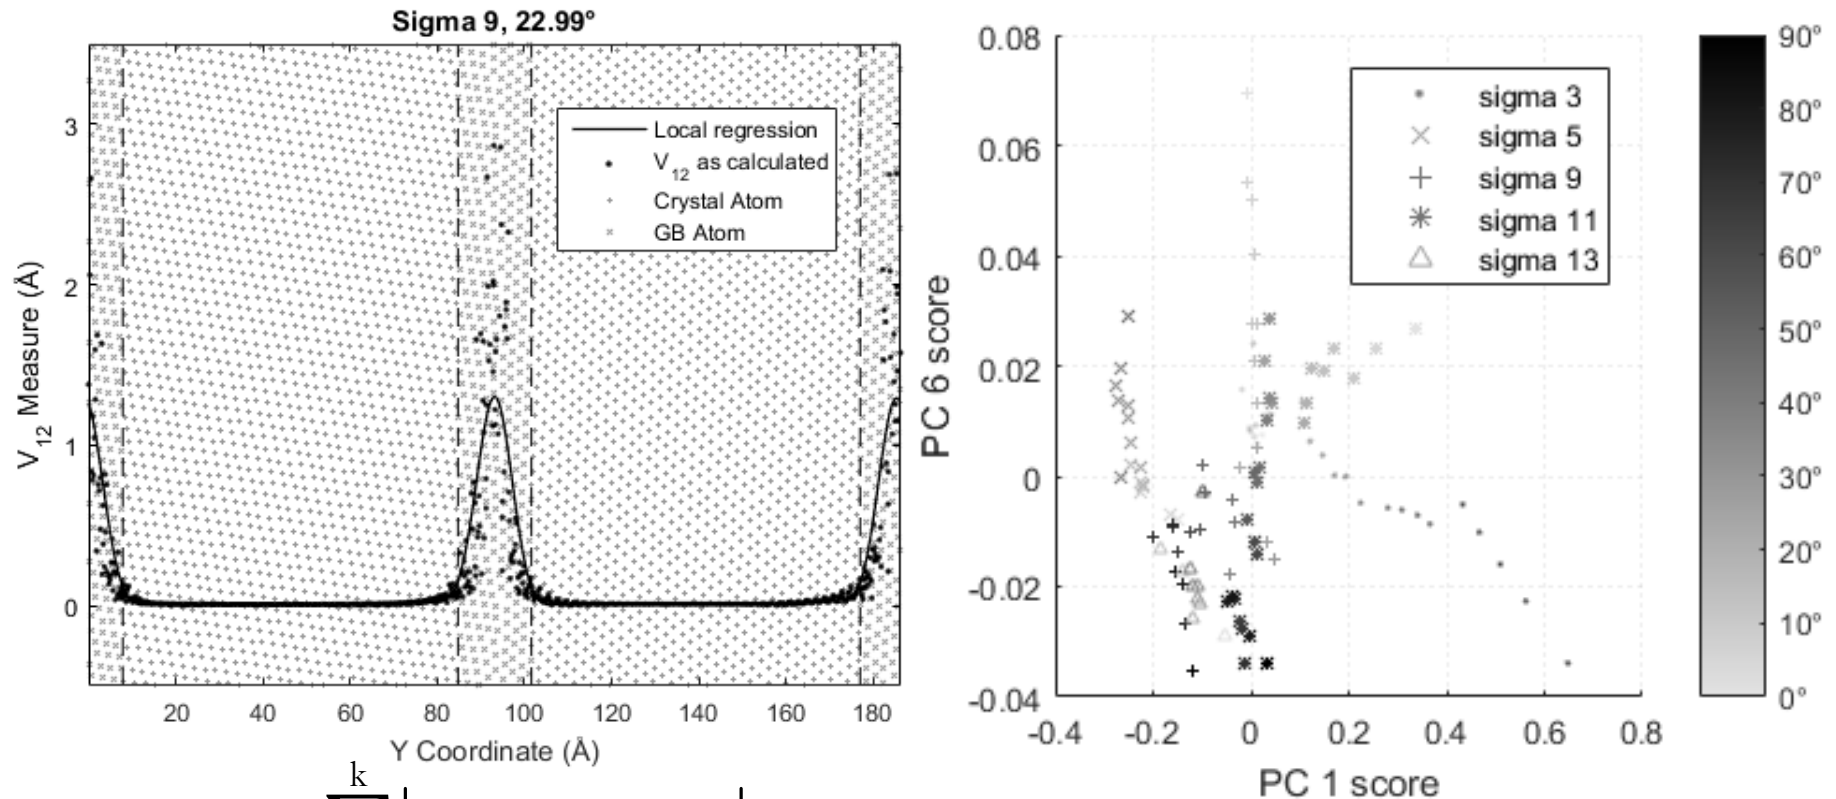 Sigma 9, 22.99°
3
2
1
0
V12 Measure (Å)
Local regression
V12 as calculated
Crystal Atom
GB Atom
20 40 60 80 100 120 140 160 180
Y Coordinate (Å)
k
0.08
0.06
0.04
0.02
0
-0.02
-0.04
PC 6 score
sigma 3
sigma 5
sigma 9
sigma 11
sigma 13
-0.4 -0.2 0 0.2 0.4 0.6 0.8
PC 1 score
90°
80°
70°
60°
50°
40°
30°
20°
10°
0°